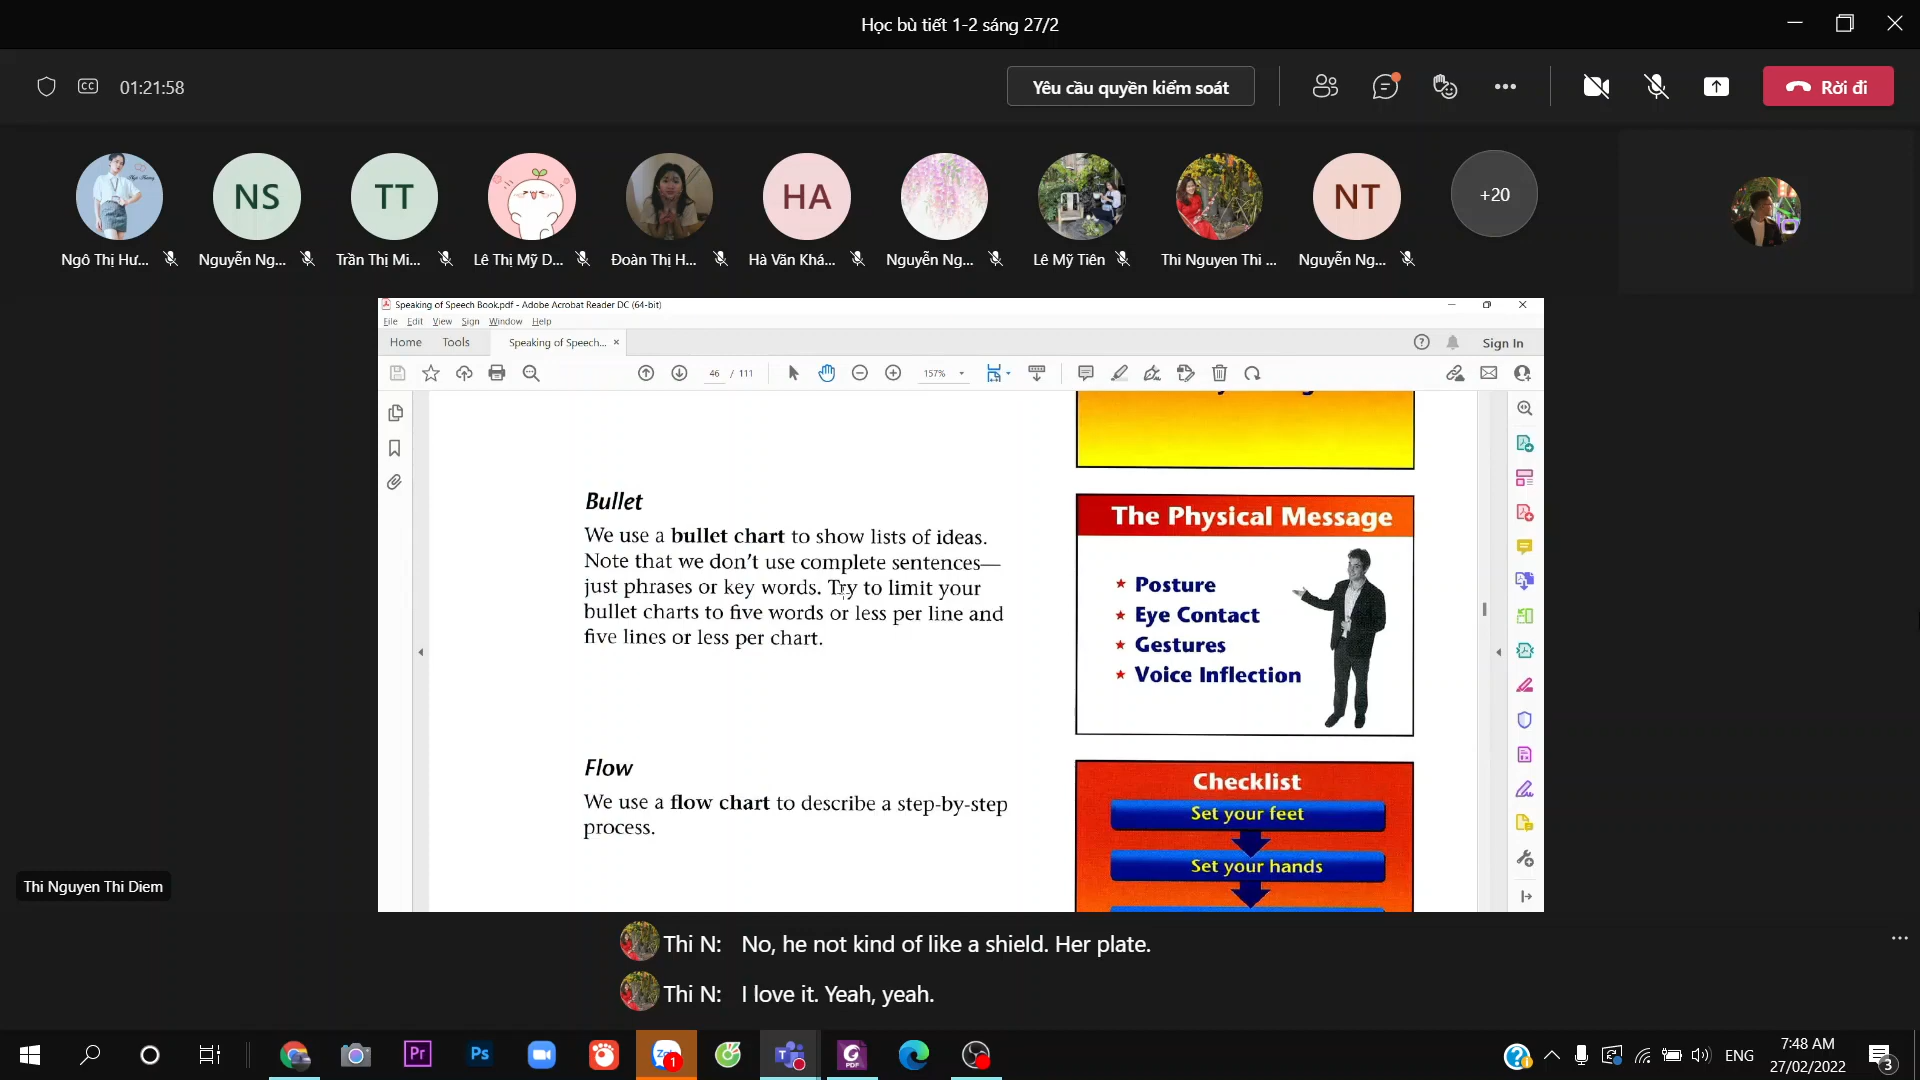 Học bù tiết 1-2 sáng 27/2
CC
01:21:58
Yêu cầu quyền kiểm soát
Rời đi
NS
TT
HA
NT
+20
Ngô Thị Hư...
Nguyễn Ng...
Trần Thị Mi...
Lê Thị Mỹ D...
Đoàn Thị H...
Hà Văn Khá...
Nguyễn Ng...
Lê Mỹ Tiên
Thi Nguyen Thi ...
Nguyễn Ng...
Speaking of Speech Book.pdf - Adobe Acrobat Reader DC (64-bit)
File Edit View Sign Window Help
Home Tools Speaking of Speech... ×
Sign In
46 / 111
157%
Bullet
We use a bullet chart to show lists of ideas.
Note that we don't use complete sentences—
just phrases or key words. Try to limit your
bullet charts to five words or less per line and
five lines or less per chart.
The Physical Message
Posture
Eye Contact
Gestures
Voice Inflection
Flow
We use a flow chart to describe a step-by-step
process.
Checklist
Set your feet
Set your hands
Thi Nguyen Thi Diem
Thi N: No, he not kind of like a shield. Her plate.
Thi N: I love it. Yeah, yeah.
Pr
Ps
1
PDF
ENG
7:48 AM
27/02/2022
3